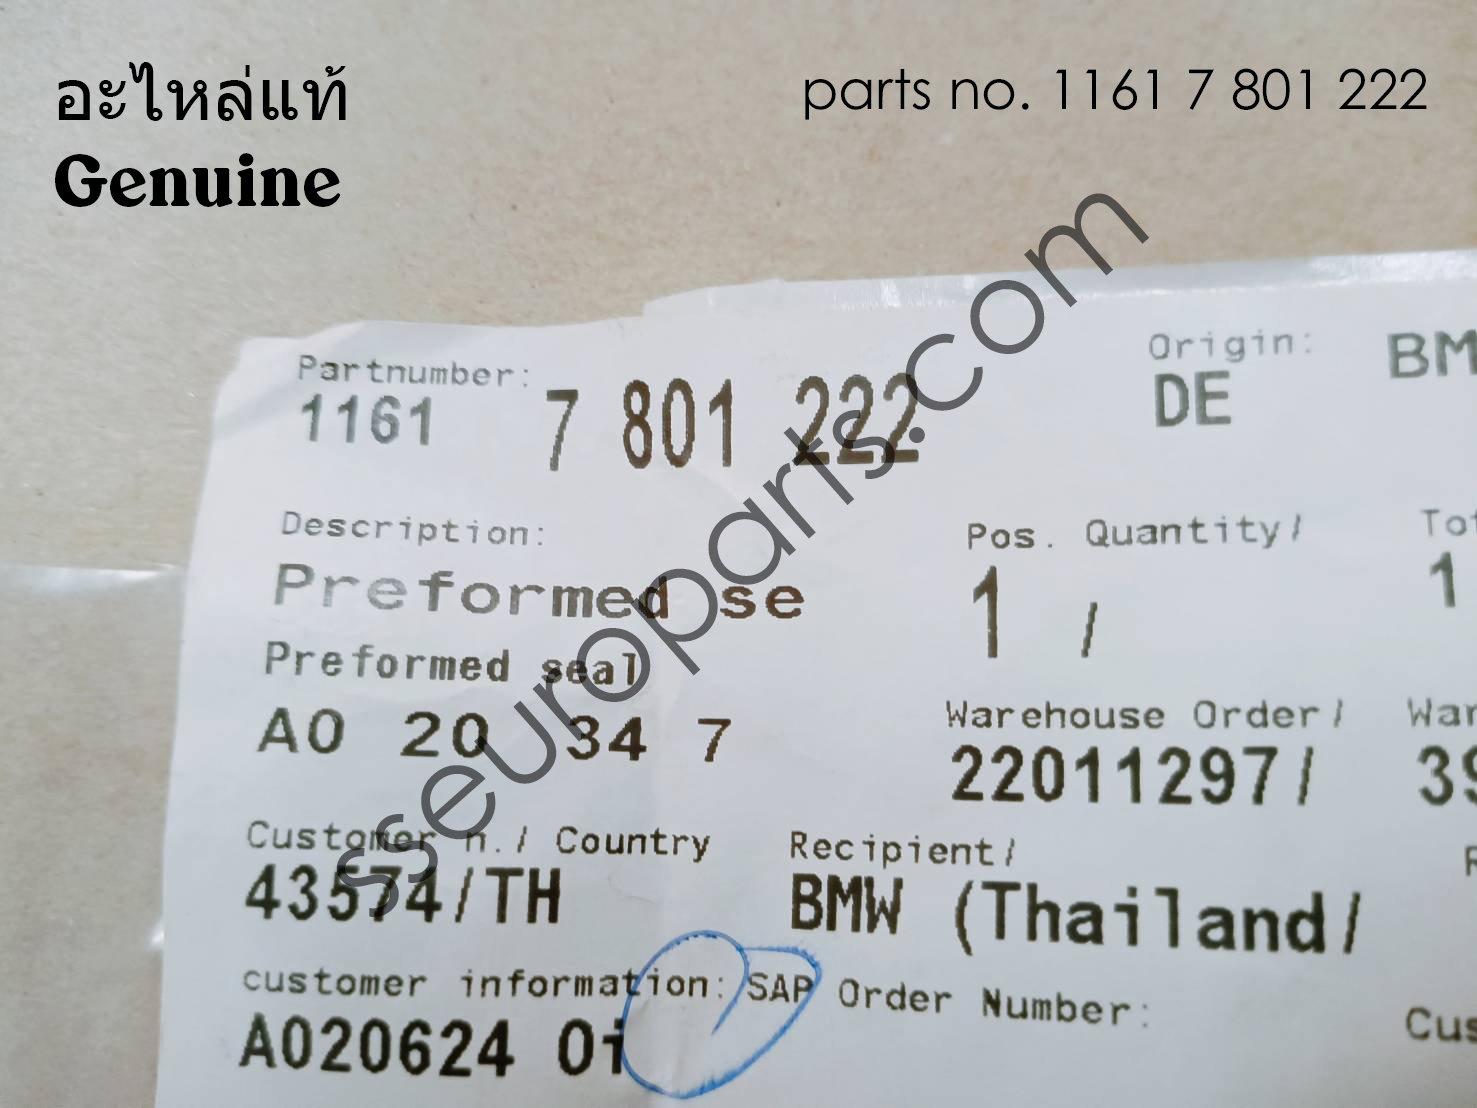 อะไหล่แท้
Genuine
parts no. 1161 7 801 222
Partnumber:
1161 7 801 222
Origin:
DE
Description:
Preformed se
Pos. Quantity/
1 /
1
Preformed seal
A0 20 34 7
Warehouse Order/
22011297/
Customer n./ Country
43574/TH
Recipient/
BMW (Thailand/
customer information:
SAP Order Number:
A020624
sseuroparts.com